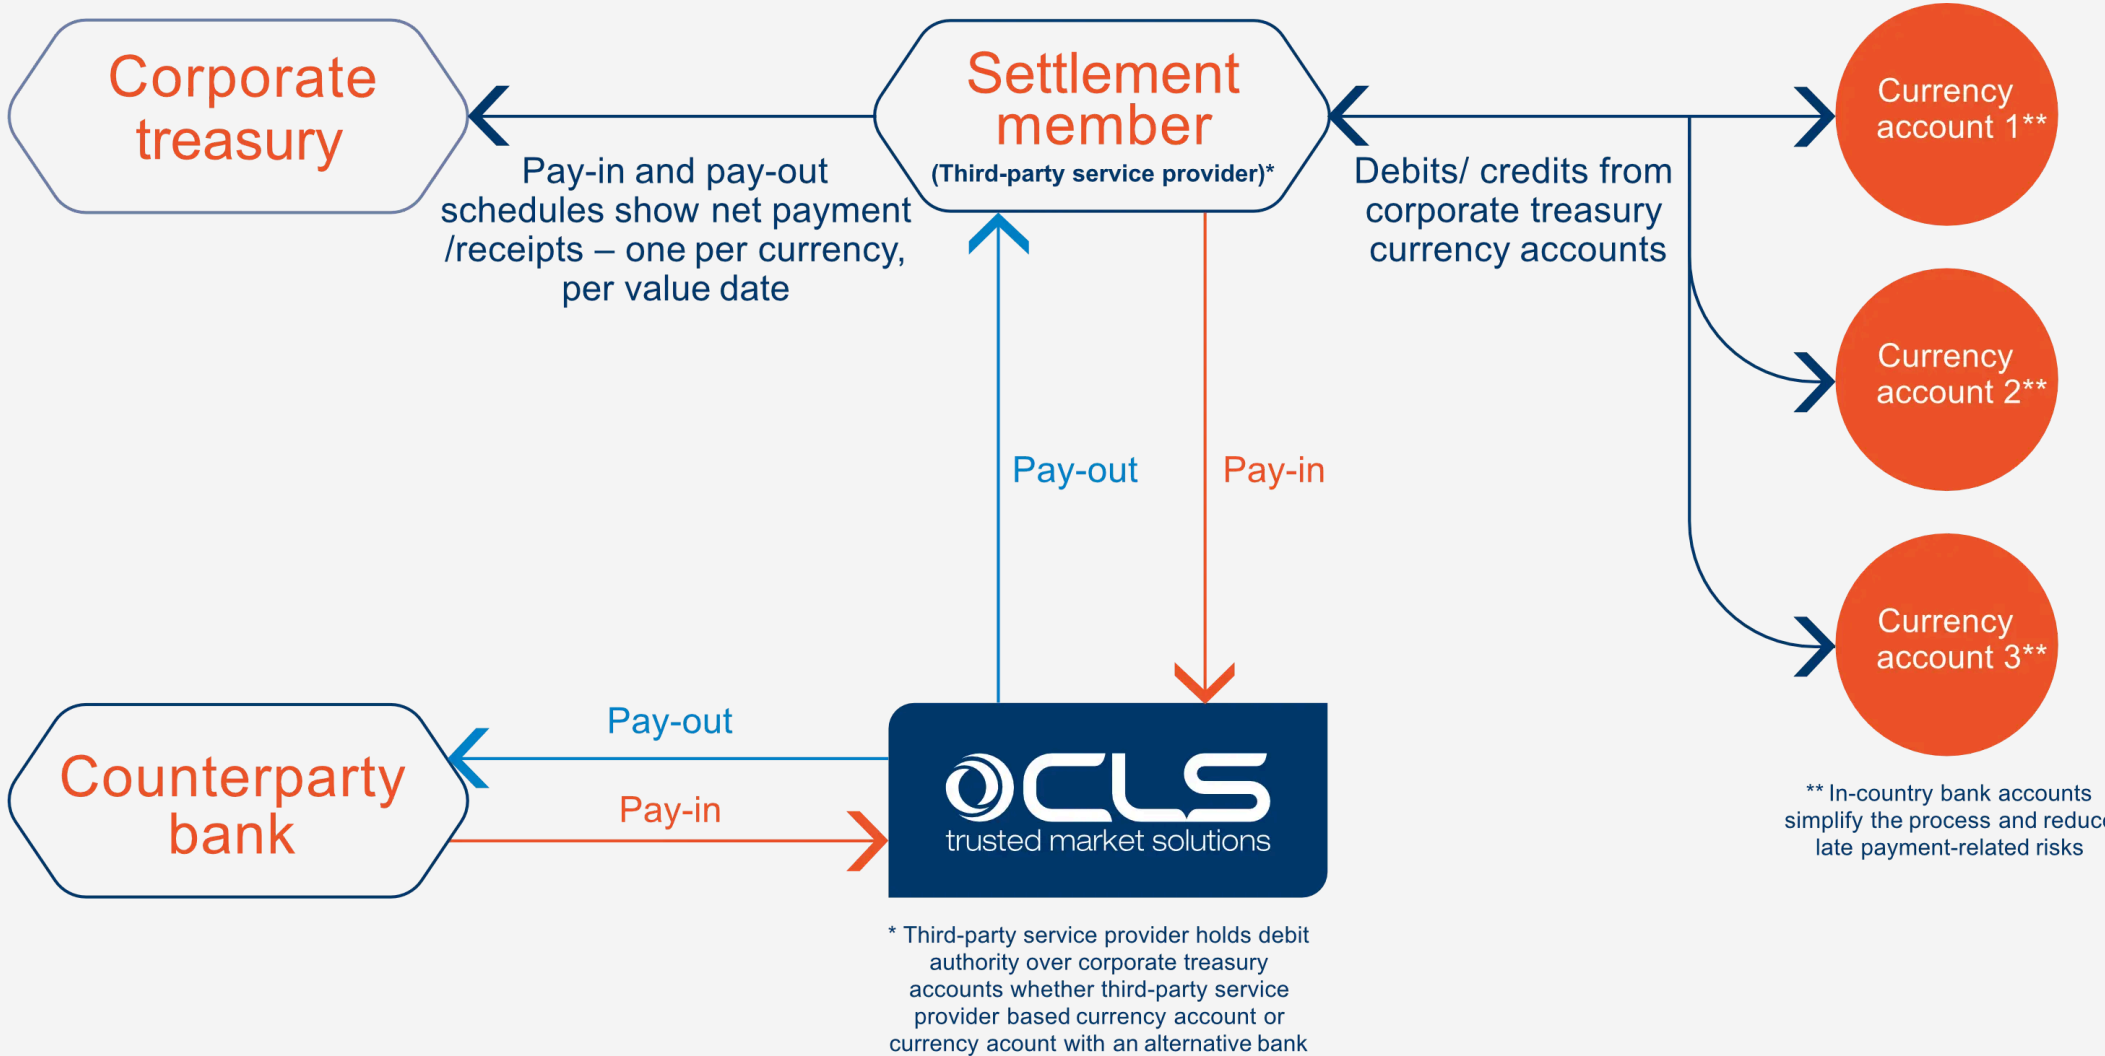 Corporate
treasury
Settlement
member
(Third-party service provider)*
Currency
account 1**
Pay-in and pay-out
schedules show net payment
/receipts – one per currency,
per value date
Debits/ credits from
corporate treasury
currency accounts
Currency
account 2**
Pay-out
Pay-in
Currency
account 3**
Counterparty
bank
Pay-out
Pay-in
CLS
trusted market solutions
** In-country bank accounts
simplify the process and reduce
late payment-related risks
* Third-party service provider holds debit
authority over corporate treasury
accounts whether third-party service
provider based currency account or
currency acount with an alternative bank